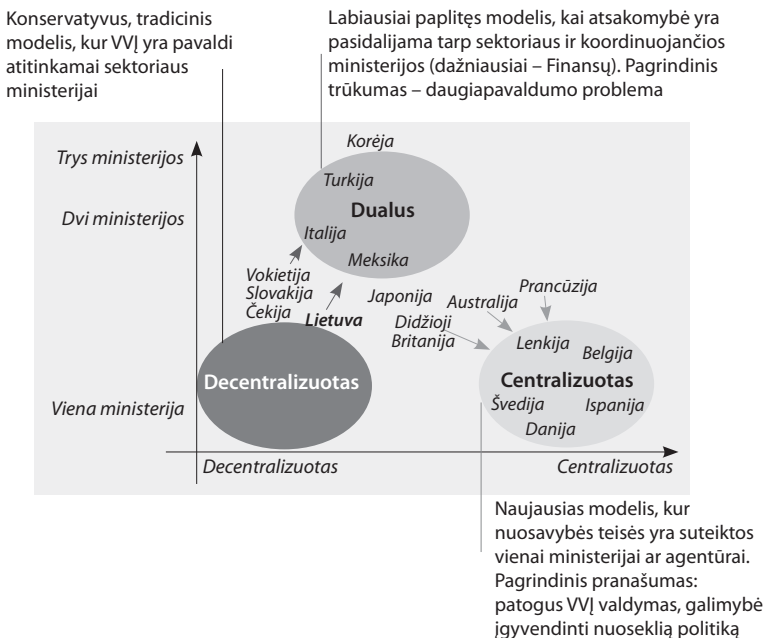 Konservatyvus, tradicinis
modelis, kur VVĮ yra pavaldi
atitinkamai sektoriaus
ministerijai
Labiausiai paplitęs modelis, kai atsakomybė yra
pasidalijama tarp sektoriaus ir koordinuojančios
ministerijos (dažniausiai – Finansų). Pagrindinis
trūkumas – daugiapavaldumo problema
Trys ministerijos
Dvi ministerijos
Viena ministerija
Korėja
Turkija
Dualus
Italija
Meksika
Vokietija
Slovakija
Čekija
Lietuva
Japonija
Didžioji
Britanija
Australija
Prancūzija
Decentralizuotas
Lenkija
Belgija
Centralizuotas
Švedija
Ispanija
Danija
Decentralizuotas
Centralizuotas
Naujausias modelis, kur
nuosavybės teisės yra suteiktos
vienai ministerijai ar agentūrai.
Pagrindinis pranašumas:
patogus VVĮ valdymas, galimybė
įgyvendinti nuoseklią politiką